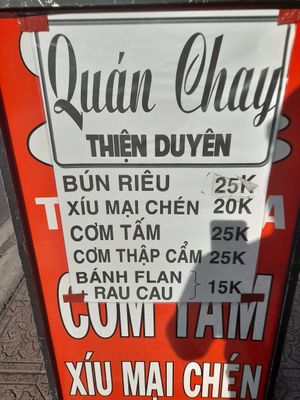 Quán Chay
THIỆN DUYÊN
BÚN RIÊU 25K
XÍU MẠI CHÉN 20K
CƠM TẤM 25K
CƠM THẬP CẨM 25K
BÁNH FLAN
+ RAU CAU } 15K
CƠM TẤM
XÍU MẠI CHÉN